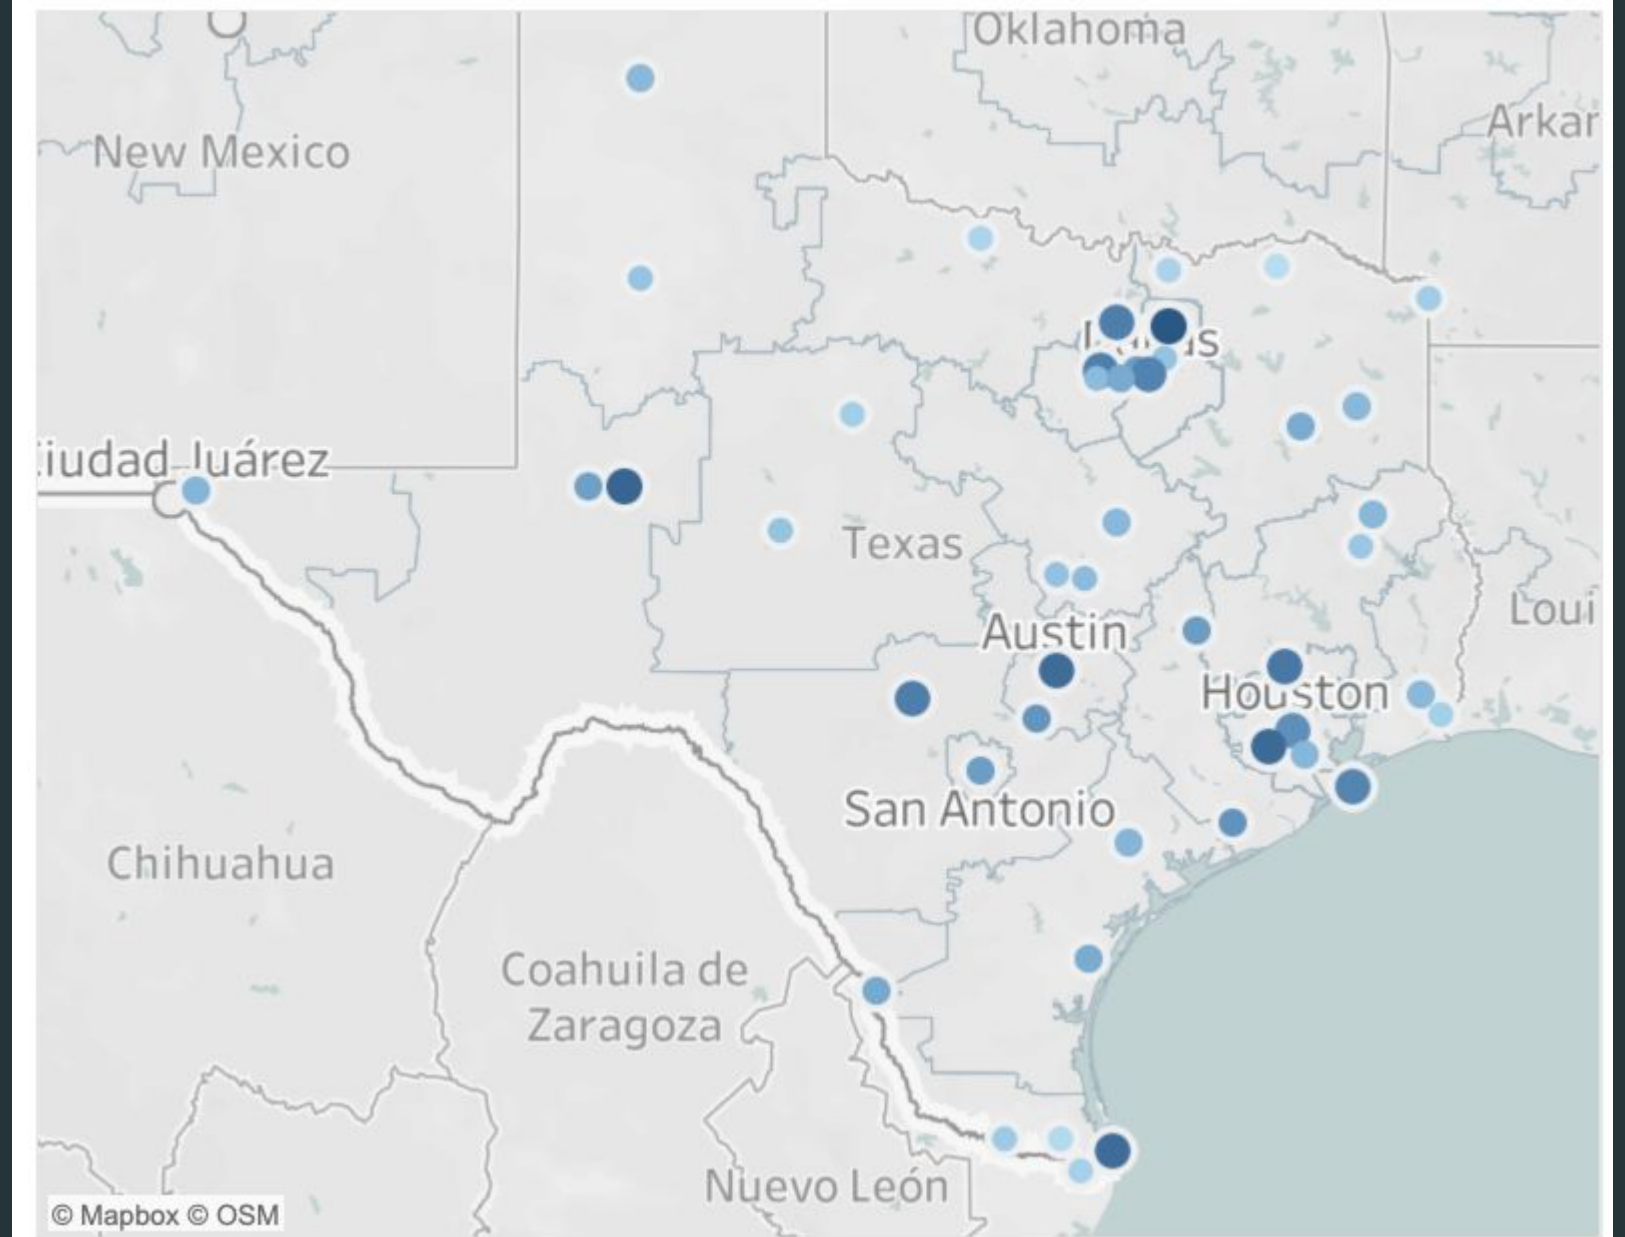 Oklahoma
Arkar
New Mexico
Ciudad Juárez
Texas
Austin
Loui
Houston
San Antonio
Chihuahua
Coahuila de
Zaragoza
Nuevo León
© Mapbox © OSM